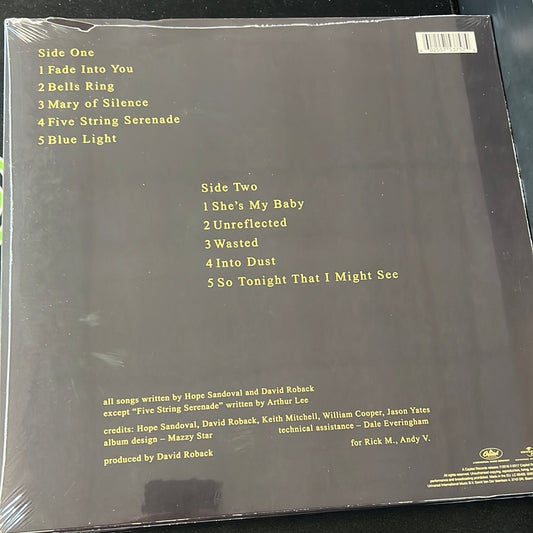 Side One
1 Fade Into You
2 Bells Ring
3 Mary of Silence
4 Five String Serenade
5 Blue Light
Side Two
1 She's My Baby
2 Unreflected
3 Wasted
4 Into Dust
5 So Tonight That I Might See
all songs written by Hope Sandoval and David Roback
except "Five String Serenade" written by Arthur Lee
credits: Hope Sandoval, David Roback, Keith Mitchell, William Cooper, Jason Yates
album design – Mazzy Star technical assistance – Dale Everingham
for Rick M., Andy V.
produced by David Roback
Capitol